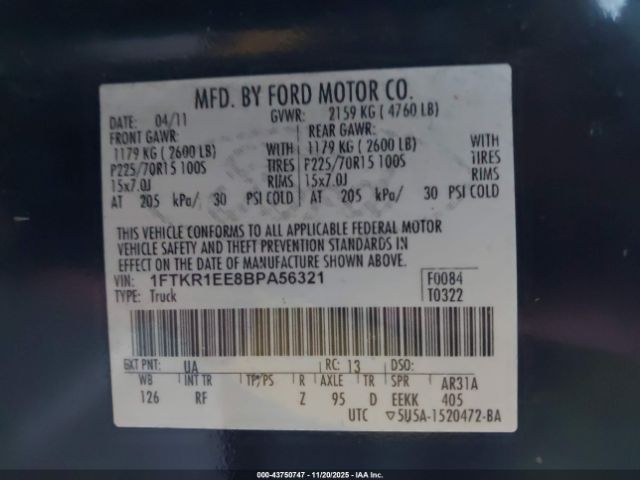 MFD. BY FORD MOTOR CO.
DATE: 04/11 GVWR: 2159 KG ( 4760 LB)
FRONT GAWR: REAR GAWR:
1179 KG ( 2600 LB) WITH 1179 KG ( 2600 LB) WITH
P225/70R15 100S TIRES P225/70R15 100S TIRES
15x7.0J RIMS 15x7.0J RIMS
AT 205 kPa/ 30 PSI COLD AT 205 kPa/ 30 PSI COLD
THIS VEHICLE CONFORMS TO ALL APPLICABLE FEDERAL MOTOR
VEHICLE SAFETY AND THEFT PREVENTION STANDARDS IN
EFFECT ON THE DATE OF MANUFACTURE SHOWN ABOVE.
VIN: 1FTKR1EE8BPA56321 F0084
TYPE: Truck T0322
EXT PNT: UA RC: 13 DSO:
WB INT TR TP/PS R AXLE TR SPR AR31A
126 RF Z 95 D EEKK 405
UTC ▽5U5A-1520472-BA
000-43750747 - 11/20/2025 - IAAI, Inc.